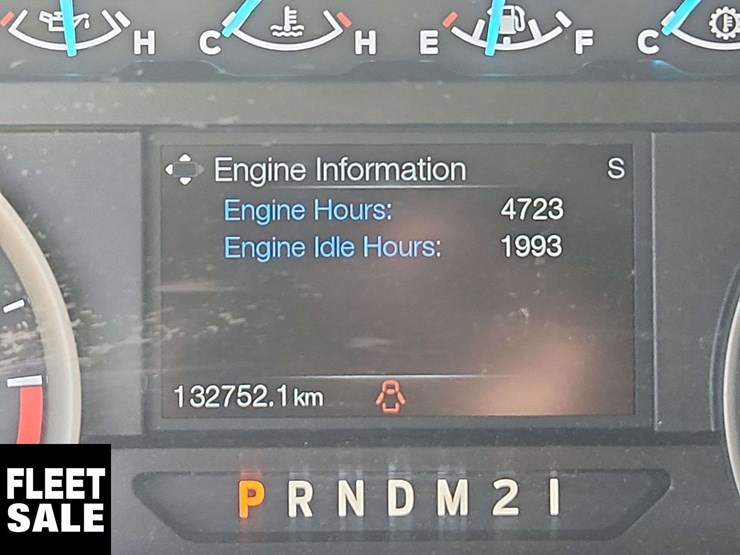 H C H E F C
Engine Information S
Engine Hours: 4723
Engine Idle Hours: 1993
132752.1 km
P R N D M 2 1
FLEET
SALE